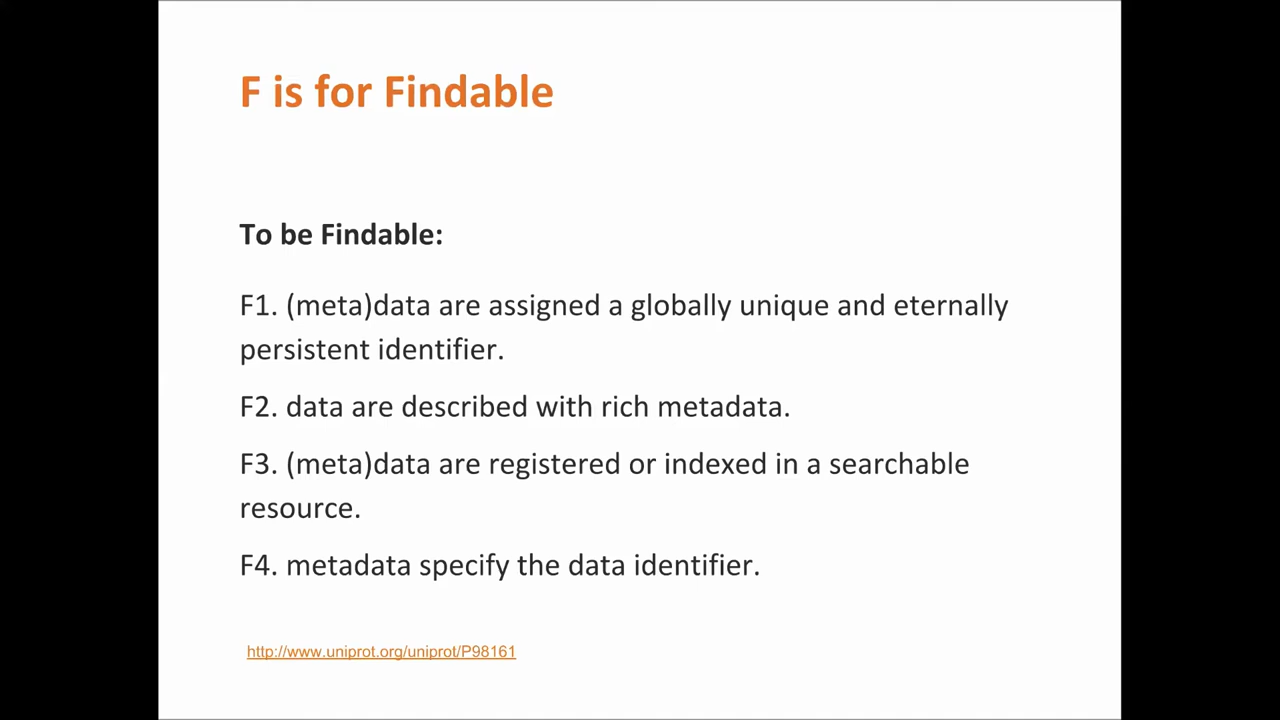 F is for Findable
To be Findable:
F1. (meta)data are assigned a globally unique and eternally
persistent identifier.
F2. data are described with rich metadata.
F3. (meta)data are registered or indexed in a searchable
resource.
F4. metadata specify the data identifier.
http://www.uniprot.org/uniprot/P98161